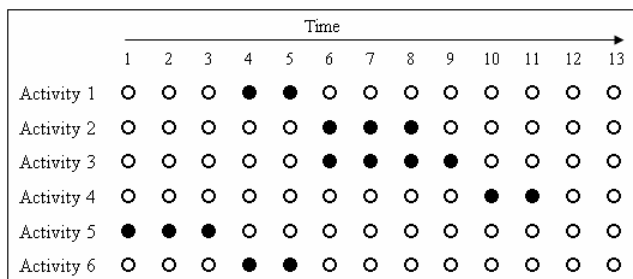 Time
1 2 3 4 5 6 7 8 9 10 11 12 13
Activity 1
Activity 2
Activity 3
Activity 4
Activity 5
Activity 6